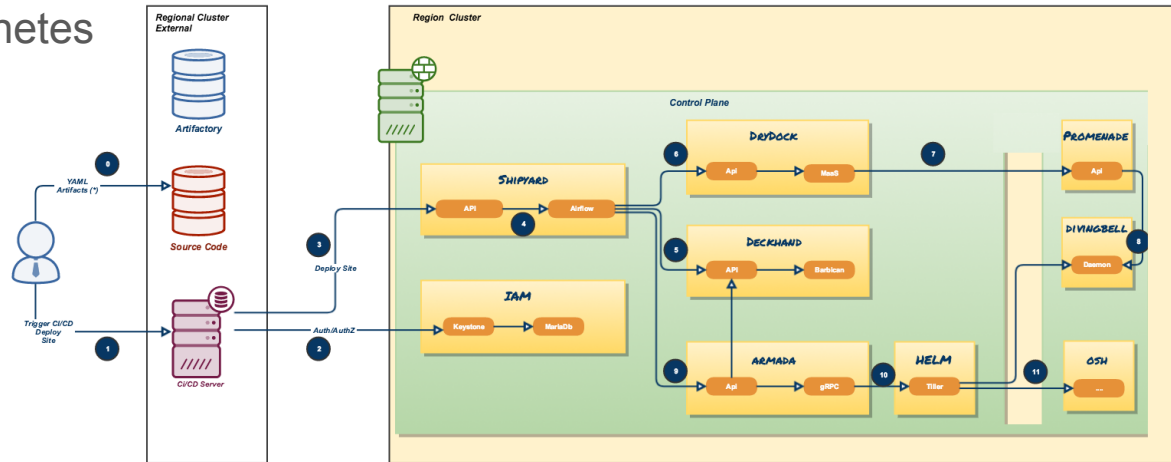 netes
Regional Cluster
External
Artifactory
Source Code
CI/CD Server
0
YAML
Artifacts (*)
Trigger CI/CD
Deploy
Site
1
3
Deploy Site
Auth/AuthZ
2
Region Cluster
Control Plane
SHIPYARD
API
Airflow
4
IAM
Keystone
MariaDb
6
DRYDOCK
Api
MaaS
7
5
DECKHAND
API
Barbican
9
ARMADA
Api
gRPC
10
HELM
Tiller
11
PROMENADE
Api
DIVINGBELL
Daemon
8
OSH
....